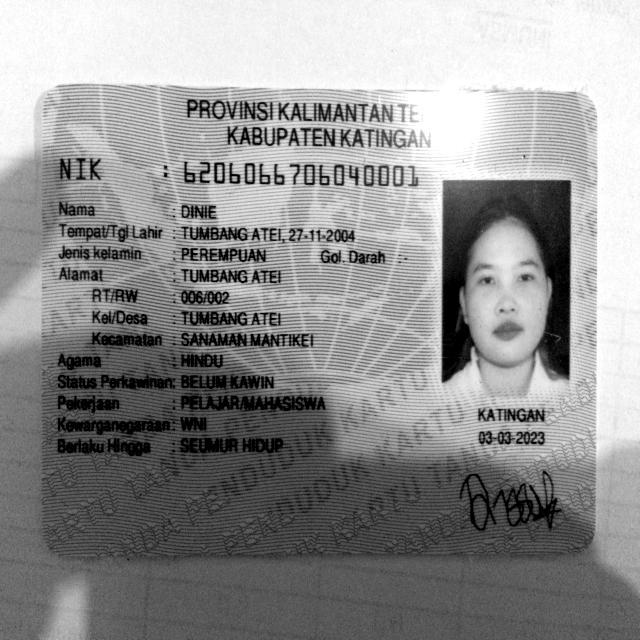 PROVINSI KALIMANTAN
KABUPATEN KATINGAN
NIK : 6206066706040001
Nama : DINIE
Tempat/Tgl Lahir : TUMBANG ATEI, 27-11-2004
Jenis kelamin : PEREMPUAN Gol. Darah :-
Alamat : TUMBANG ATEI
RT/RW : 006/002
Kel/Desa : TUMBANG ATEI
Kecamatan : SANAMAN MANTIKEI
Agama : HINDU
Status Perkawinan: BELUM KAWIN
Pekerjaan : PELAJAR/MAHASISWA
Kewarganegaraan: WNI
Berlaku Hingga : SEUMUR HIDUP
KATINGAN
03-03-2023